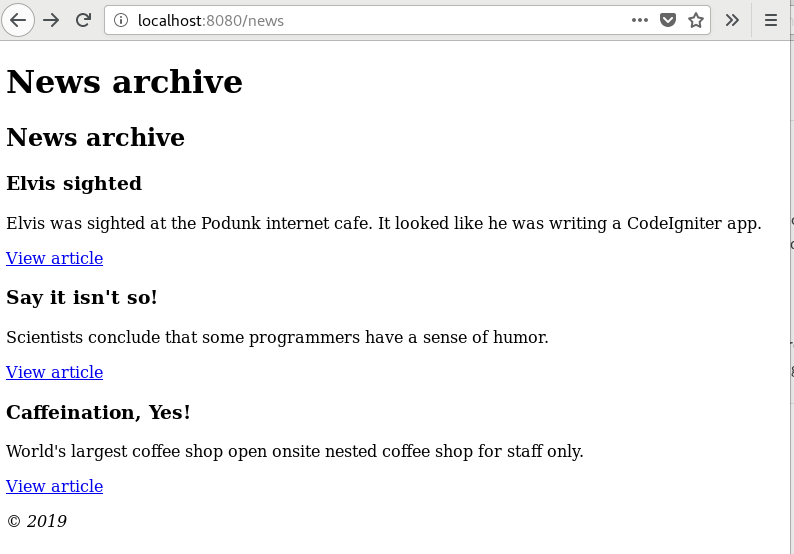 localhost:8080/news
News archive
News archive
Elvis sighted
Elvis was sighted at the Podunk internet cafe. It looked like he was writing a CodeIgniter app.
View article
Say it isn't so!
Scientists conclude that some programmers have a sense of humor.
View article
Caffeination, Yes!
World's largest coffee shop open onsite nested coffee shop for staff only.
View article
© 2019